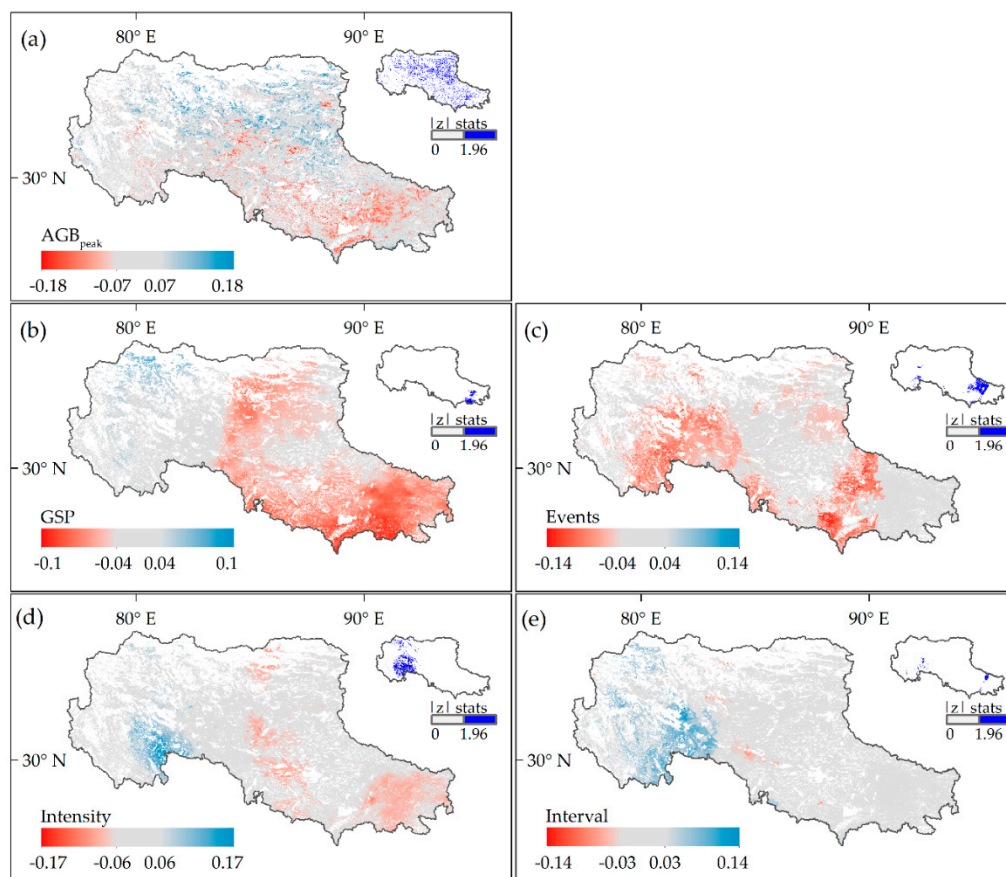 (a)
80° E 90° E
30° N
|z| stats
0 1.96
AGBpeak
-0.18 -0.07 0.07 0.18
(b)
80° E 90° E
30° N
|z| stats
0 1.96
GSP
-0.1 -0.04 0.04 0.1
(c)
80° E 90° E
30° N
|z| stats
0 1.96
Events
-0.14 -0.04 0.04 0.14
(d)
80° E 90° E
30° N
|z| stats
0 1.96
Intensity
-0.17 -0.06 0.06 0.17
(e)
80° E 90° E
30° N
|z| stats
0 1.96
Interval
-0.14 -0.03 0.03 0.14